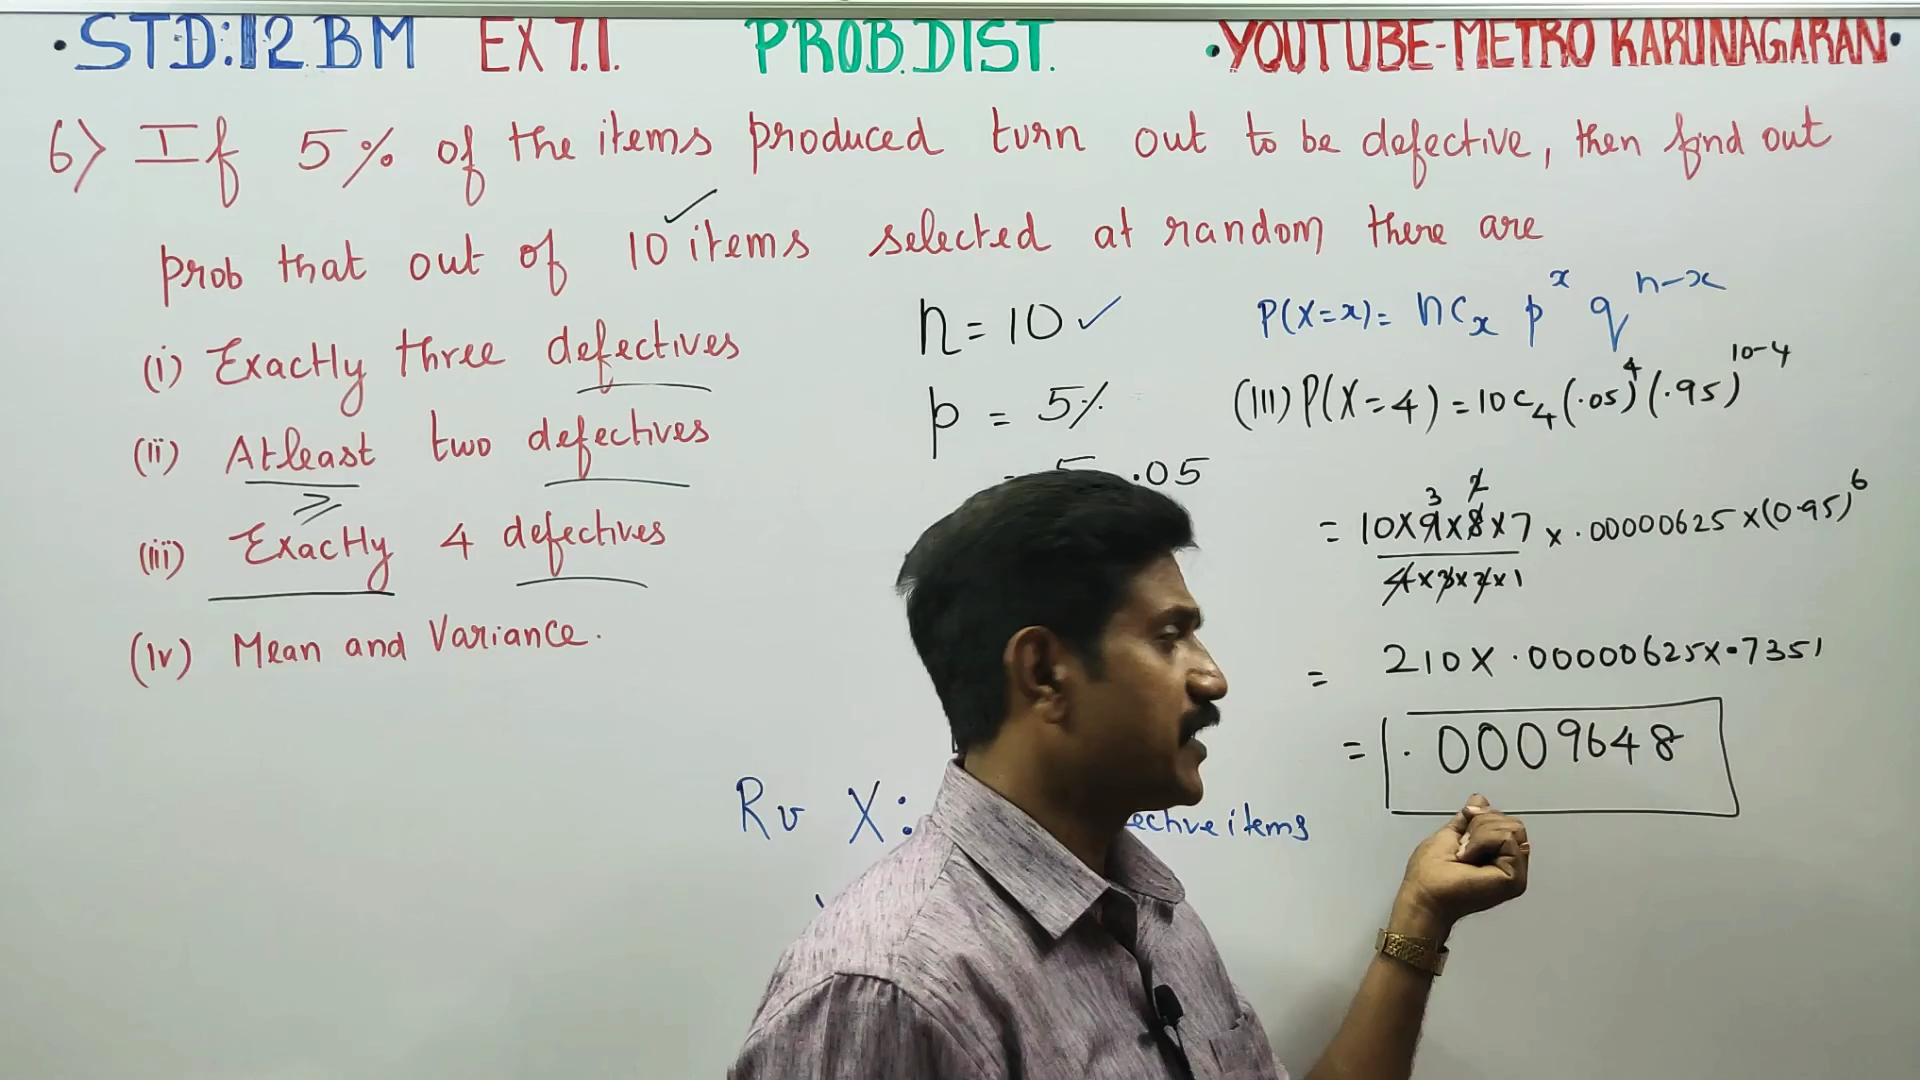 • STD:12 BM EX 7.1. PROB.DIST. • YOUTUBE-METRO KARUNAGARAN •
6) If 5% of the items produced turn out to be defective, then find out
prob that out of 10 items selected at random there are
(i) Exactly three defectives
(ii) Atleast two defectives
≥
(iii) Exactly 4 defectives
(iv) Mean and Variance.
n = 10 ✓
p = 5%
.05
Rv X:
items
P(X=x) = nCₓ pˣ qⁿ⁻ˣ
(III) P(X=4) = 10C₄ (.05)⁴ (.95)¹⁰⁻⁴
3 2
= 10×9×8×7 × .00000625 × (0.95)⁶
4×3×2×1
= 210 × .00000625 × .7351
= .0009648